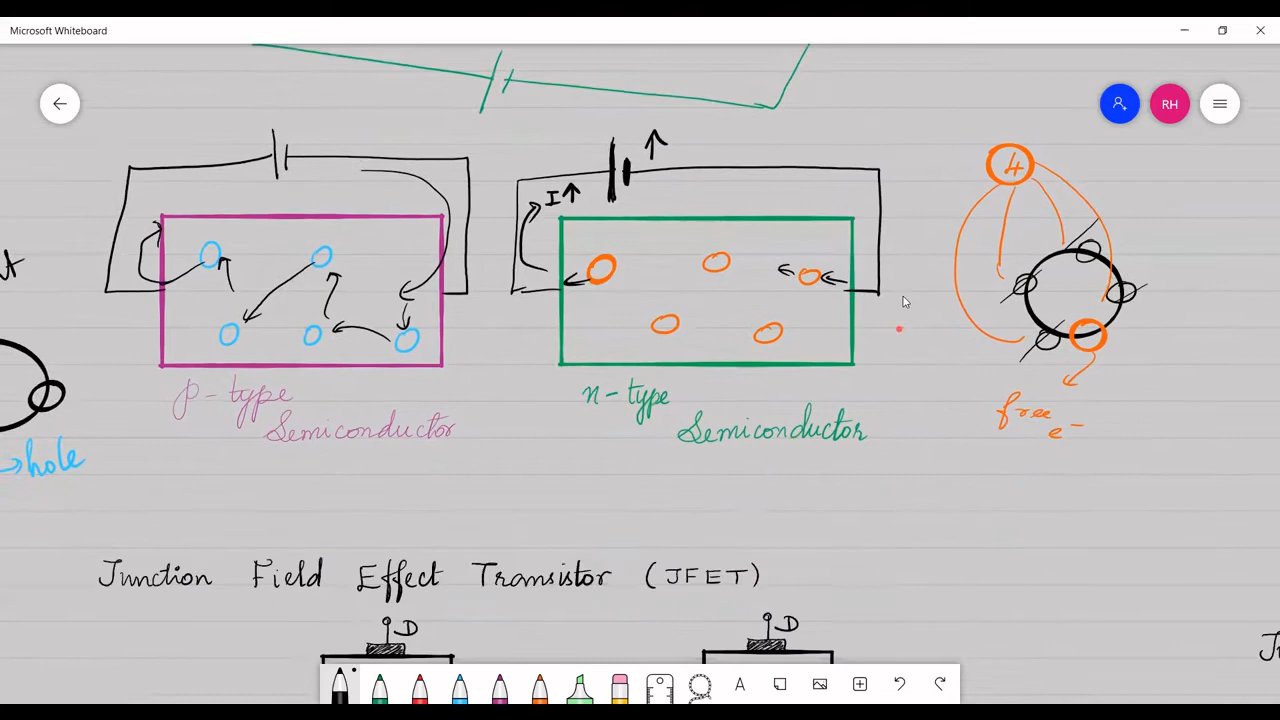 Microsoft Whiteboard
RH
I↑
4
p-type
Semiconductor
n-type
Semiconductor
free
e-
→hole
Junction Field Effect Transistor (JFET)
D
D
A